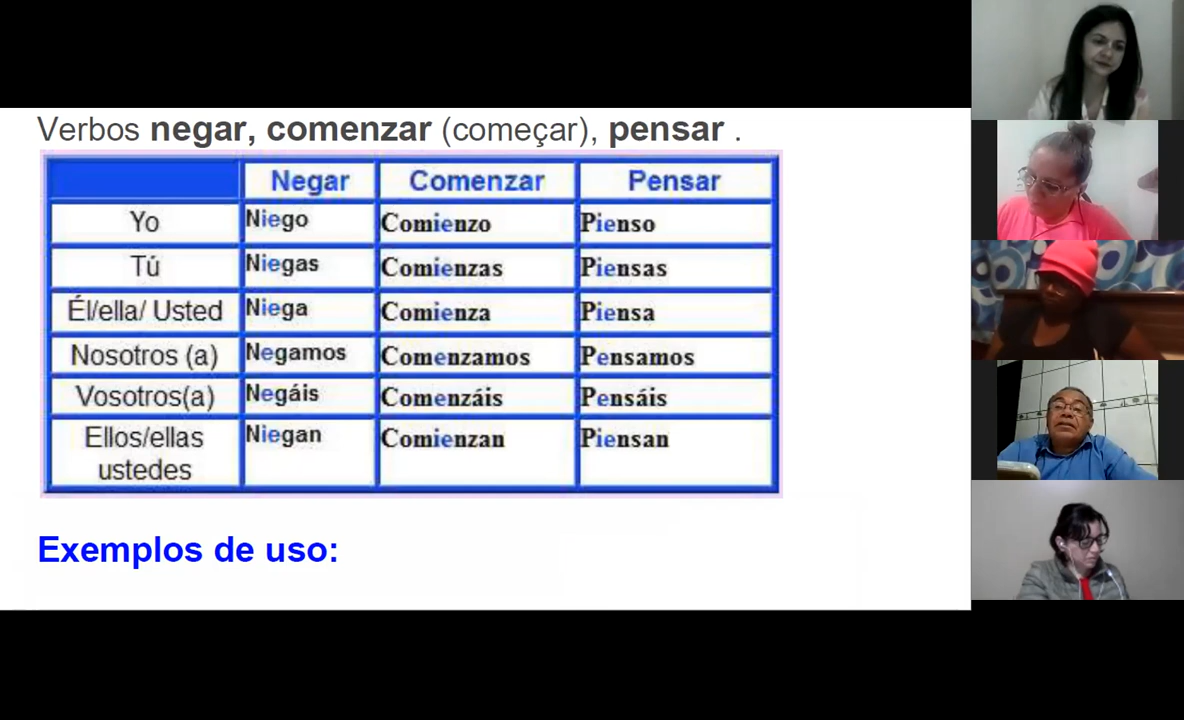 Verbos negar, comenzar (começar), pensar .
Negar Comenzar Pensar
Yo Niego Comienzo Pienso
Tú Niegas Comienzas Piensas
Él/ella/ Usted Niega Comienza Piensa
Nosotros (a) Negamos Comenzamos Pensamos
Vosotros(a) Negáis Comenzáis Pensáis
Ellos/ellas Niegan Comienzan Piensan
ustedes
Exemplos de uso: